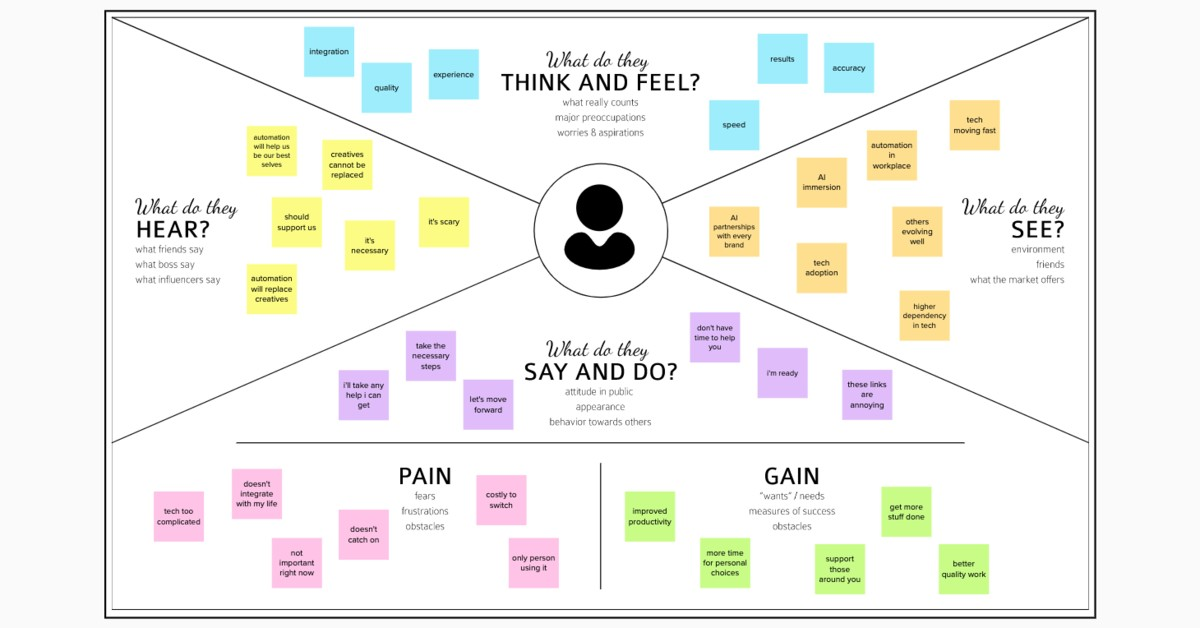 What do they
THINK AND FEEL?
what really counts
major preoccupations
worries & aspirations
integration
quality
experience
results
accuracy
speed
What do they
HEAR?
what friends say
what boss say
what influencers say
automation
will help us
be our best
selves
creatives
cannot be
replaced
should
support us
it's
necessary
it's scary
automation
will replace
creatives
What do they
SEE?
environment
friends
what the market offers
tech
moving fast
automation
in
workplace
AI
immersion
AI
partnerships
with every
brand
others
evolving
well
tech
adoption
higher
dependency
in tech
What do they
SAY AND DO?
attitude in public
appearance
behavior towards others
take the
necessary
steps
i'll take any
help i can
get
let's move
forward
don't have
time to help
you
i'm ready
these links
are
annoying
PAIN
fears
frustrations
obstacles
tech too
complicated
doesn't
integrate
with my life
not
important
right now
doesn't
catch on
costly to
switch
only person
using it
GAIN
"wants" / needs
measures of success
obstacles
improved
productivity
more time
for personal
choices
support
those
around you
get more
stuff done
better
quality work